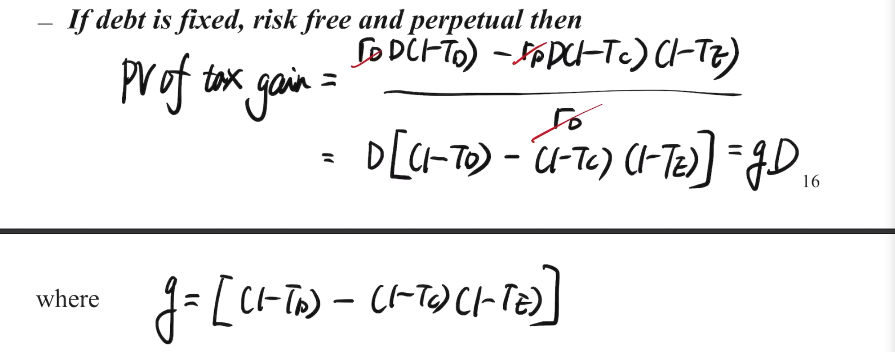 – If debt is fixed, risk free and perpetual then
PV of tax gain = (r_D D(1-T_D) - r_D D(1-T_C)(1-T_E)) / r_D
= D[(1-T_D) - (1-T_C)(1-T_E)] = gD
16
where g = [(1-T_D) - (1-T_C)(1-T_E)]